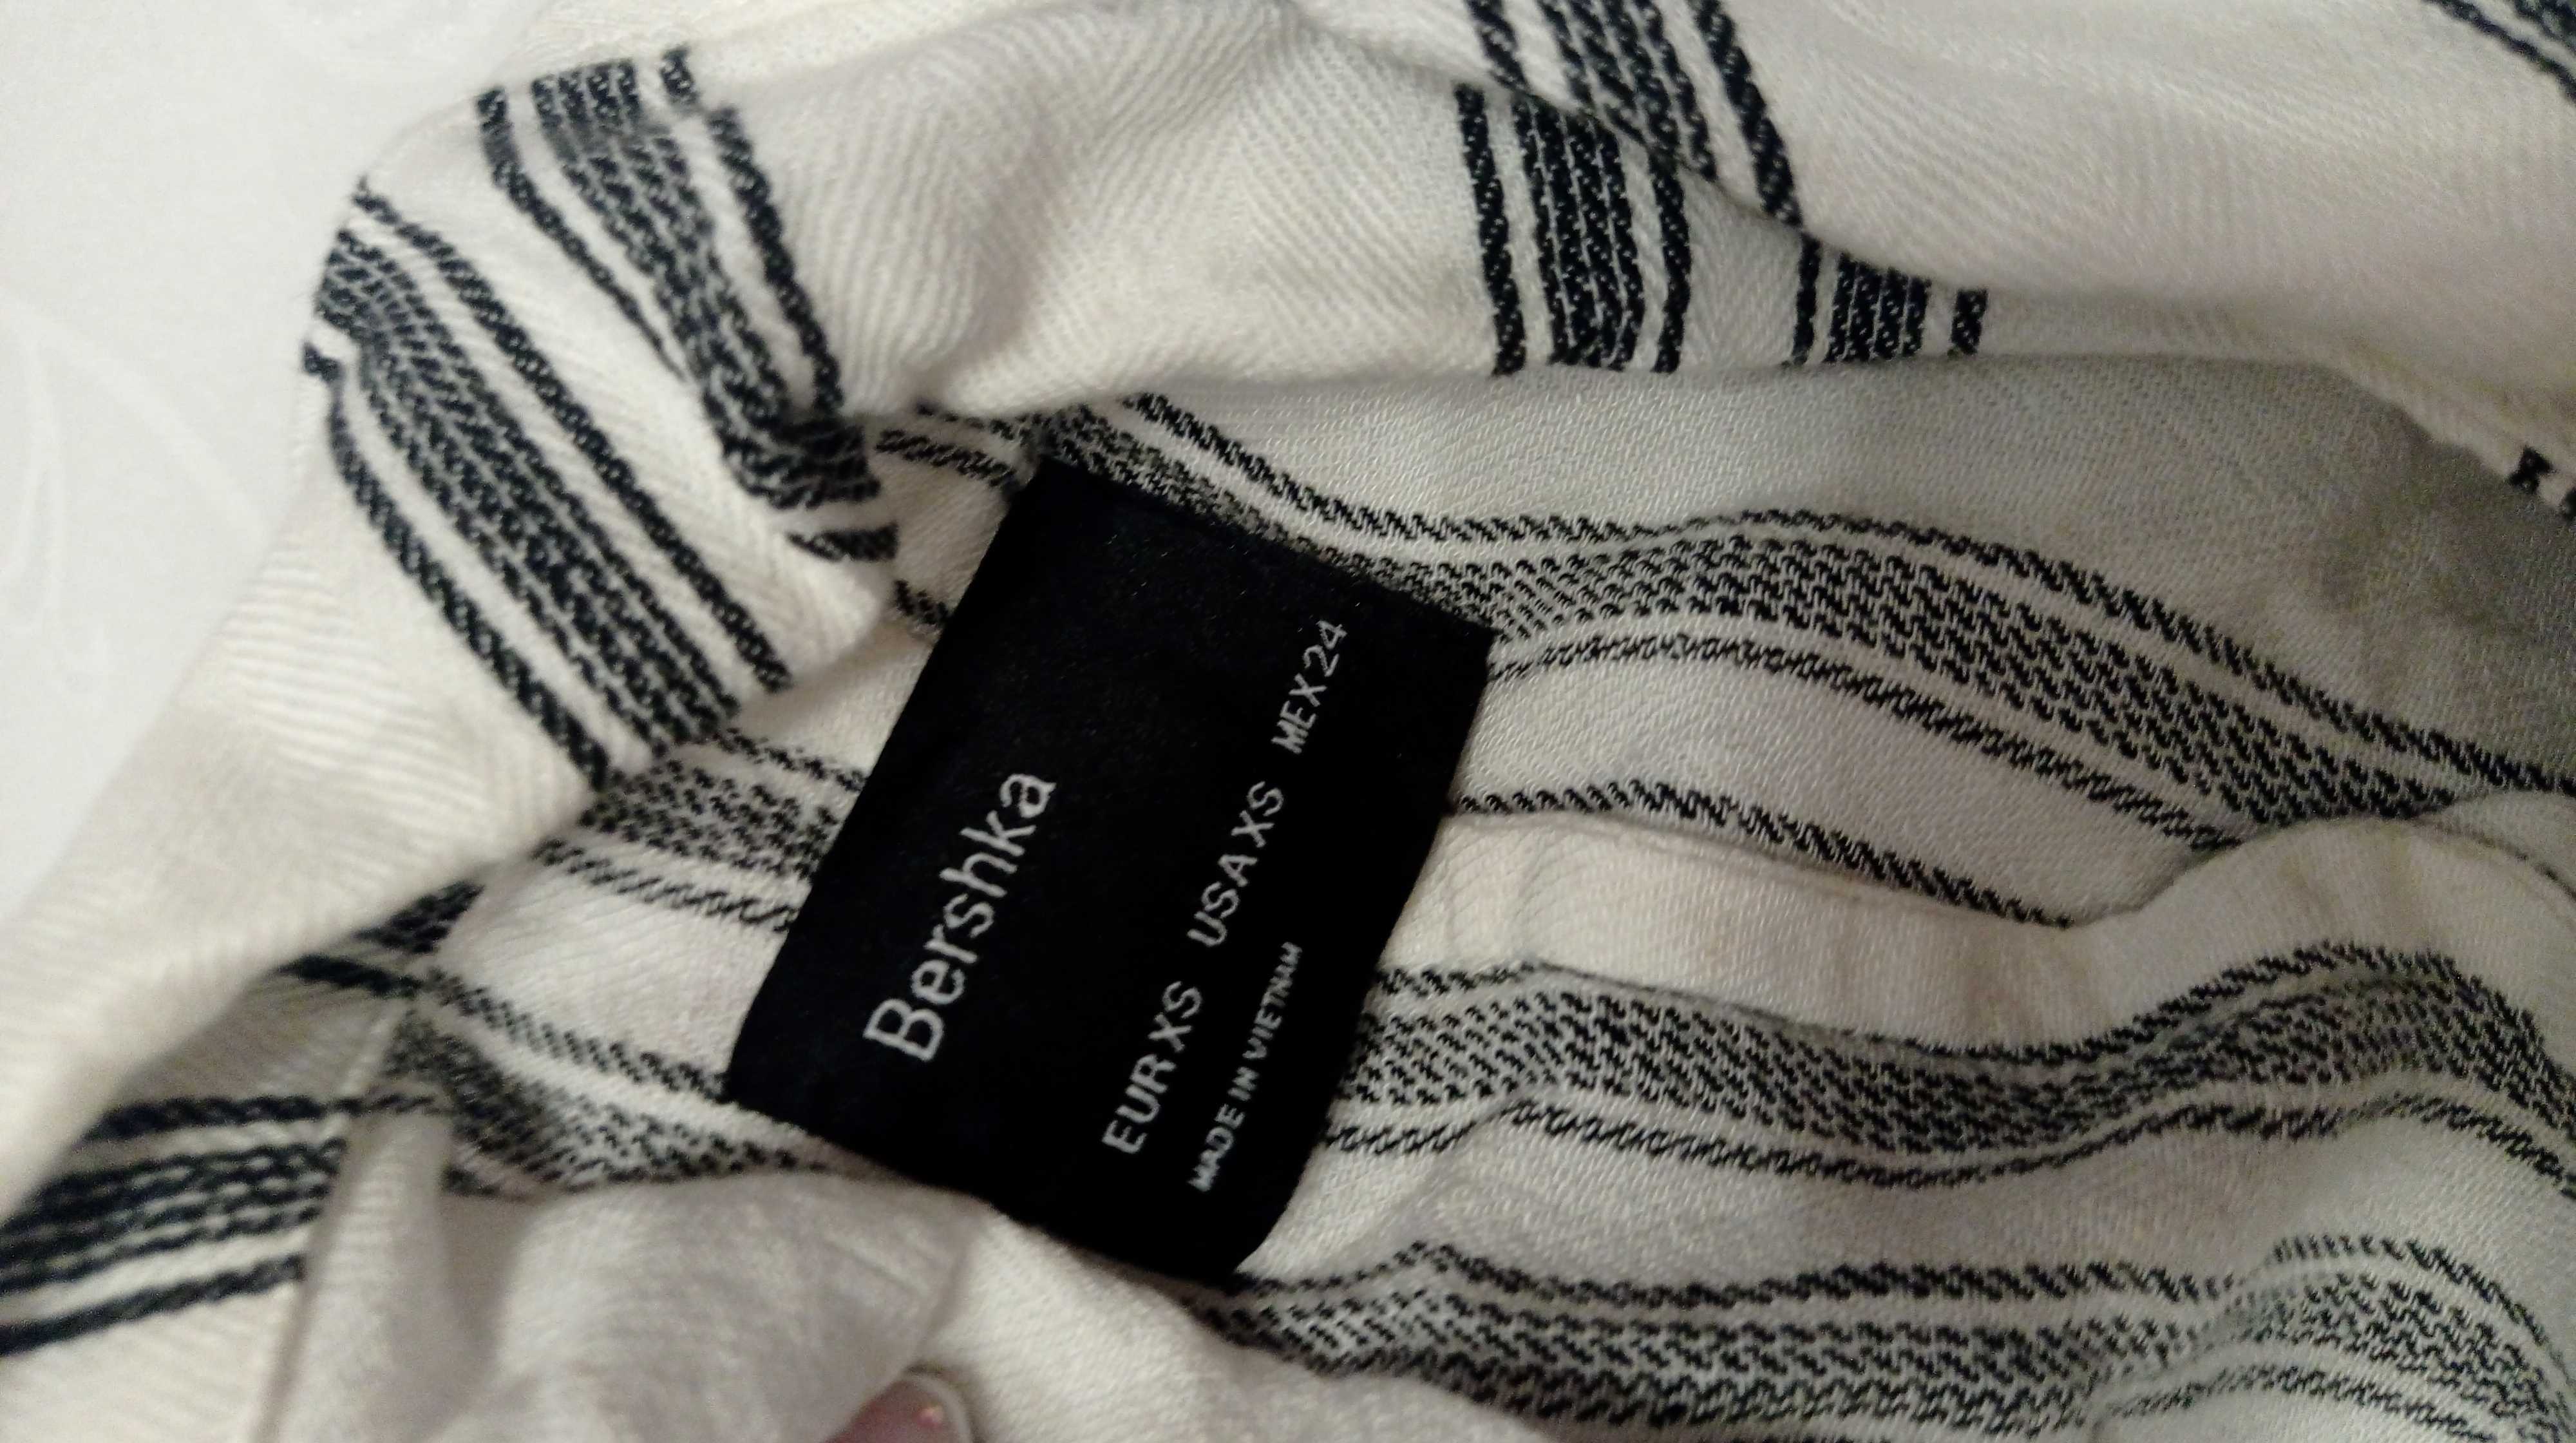 Bershka
EUR XS USA XS MEX 24
MADE IN VIETNAM